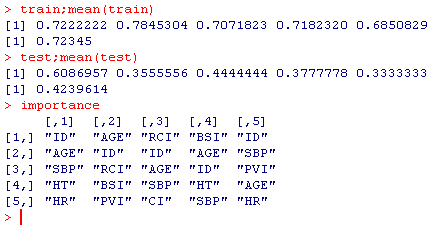 > train;mean(train)
[1] 0.7222222 0.7845304 0.7071823 0.7182320 0.6850829
[1] 0.72345
> test;mean(test)
[1] 0.6086957 0.3555556 0.4444444 0.3777778 0.3333333
[1] 0.4239614
> importance
[,1] [,2] [,3] [,4] [,5]
[1,] "ID" "AGE" "RCI" "BSI" "ID"
[2,] "AGE" "ID" "ID" "AGE" "SBP"
[3,] "SBP" "RCI" "AGE" "ID" "PVI"
[4,] "HT" "BSI" "SBP" "HT" "AGE"
[5,] "HR" "PVI" "CI" "SBP" "HR"
>